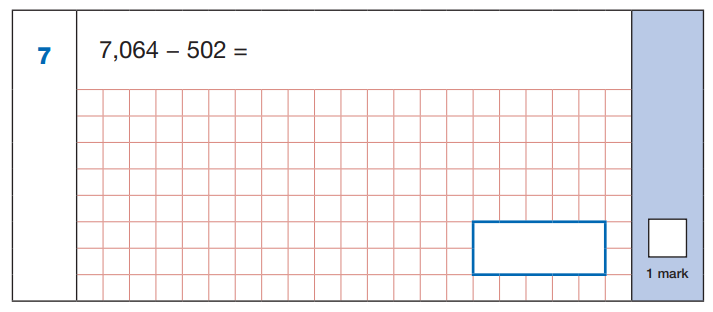 7
7,064 – 502 =
1 mark